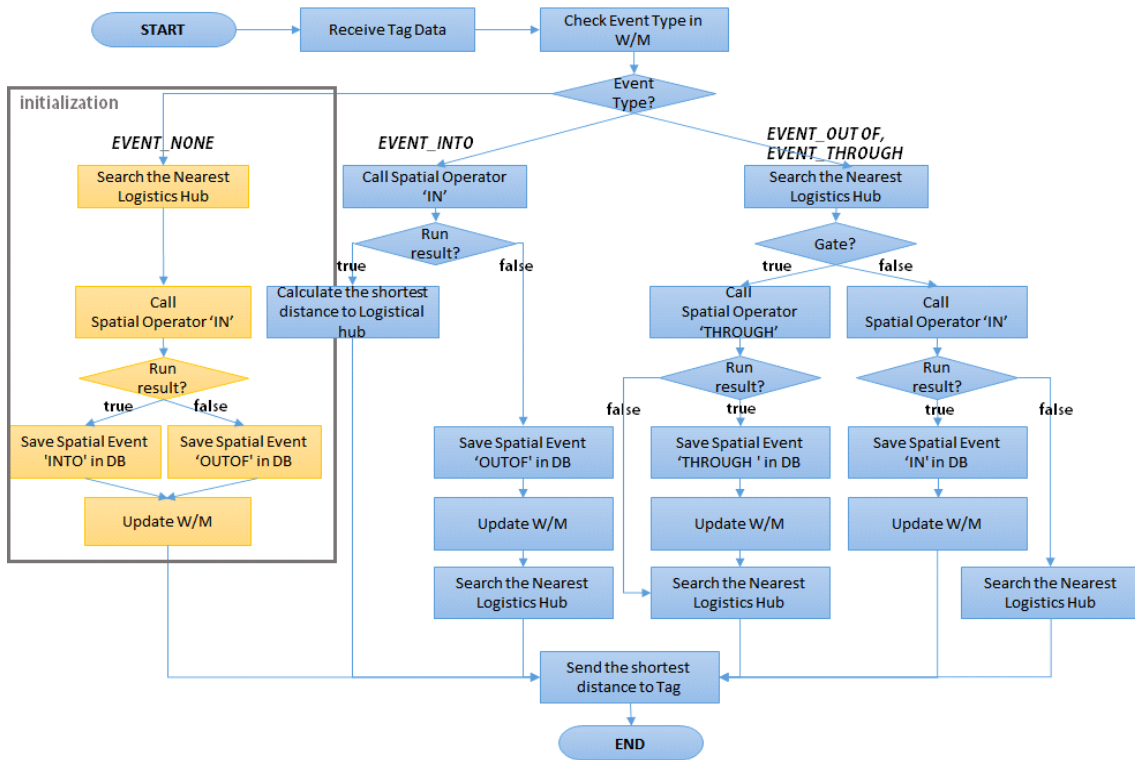 START
Receive Tag Data
Check Event Type in
W/M
Event
Type?
initialization
EVENT_NONE
EVENT_INTO
EVENT_OUT OF,
EVENT_THROUGH
Search the Nearest
Logistics Hub
Call Spatial Operator
‘IN’
Search the Nearest
Logistics Hub
Run
result?
Gate?
true
false
true
false
Call
Spatial Operator ‘IN’
Calculate the shortest
distance to Logistical
hub
Call
Spatial Operator
‘THROUGH’
Call
Spatial Operator ‘IN’
Run
result?
Run
result?
Run
result?
true
false
false
true
true
false
Save Spatial Event
'INTO' in DB
Save Spatial Event
‘OUTOF’ in DB
Save Spatial Event
‘OUTOF’ in DB
Save Spatial Event
‘THROUGH ' in DB
Save Spatial Event
‘IN' in DB
Update W/M
Update W/M
Update W/M
Update W/M
Search the Nearest
Logistics Hub
Search the Nearest
Logistics Hub
Search the Nearest
Logistics Hub
Send the shortest
distance to Tag
END